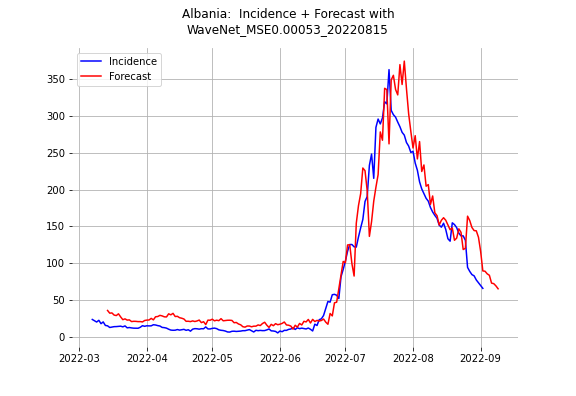 Albania:  Incidence + Forecast with
WaveNet_MSE0.00053_20220815
Incidence
Forecast
350
300
250
200
150
100
50
0
2022-03 2022-04 2022-05 2022-06 2022-07 2022-08 2022-09